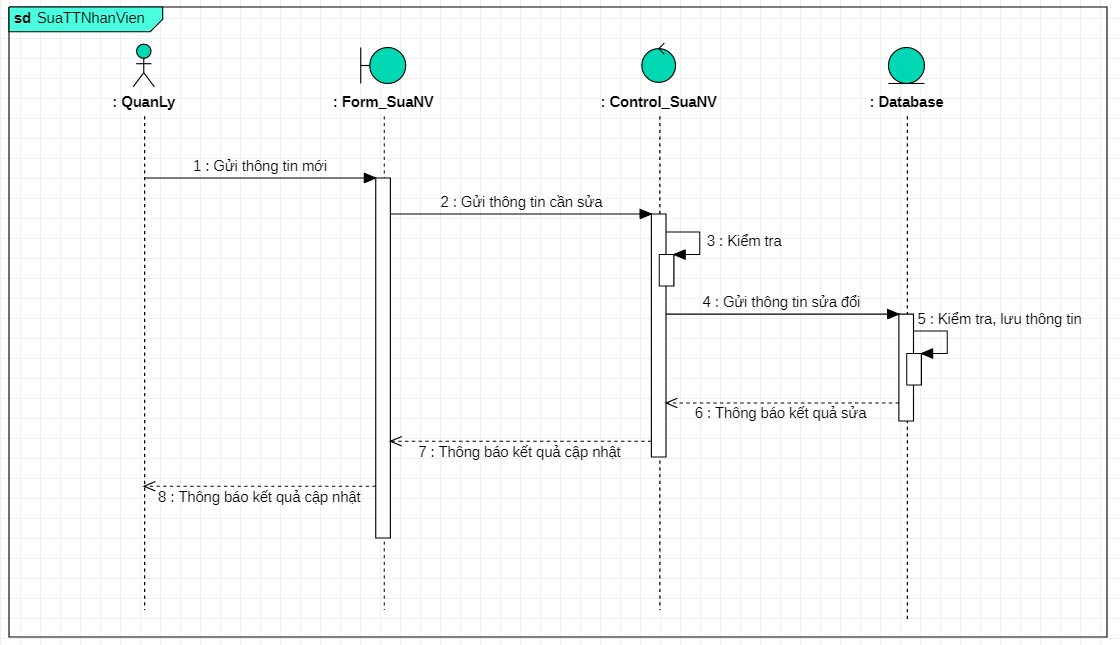 sd SuaTTNhanVien
: QuanLy
: Form_SuaNV
: Control_SuaNV
: Database
1 : Gửi thông tin mới
2 : Gửi thông tin cần sửa
3 : Kiểm tra
4 : Gửi thông tin sửa đổi
5 : Kiểm tra, lưu thông tin
6 : Thông báo kết quả sửa
7 : Thông báo kết quả cập nhật
8 : Thông báo kết quả cập nhật